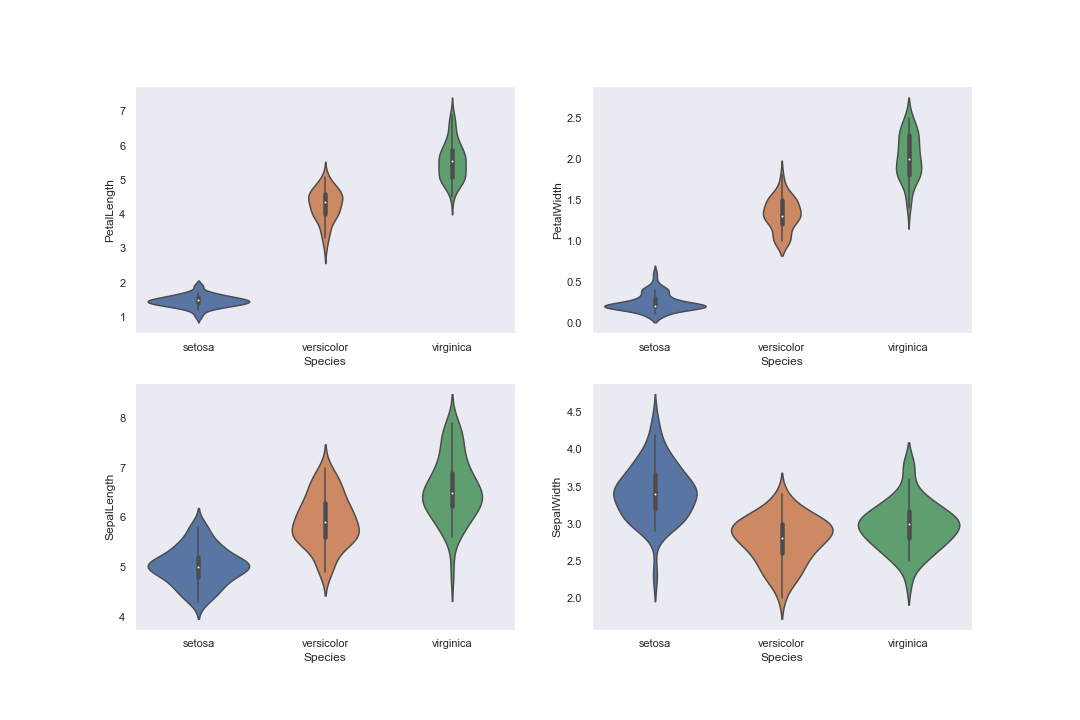 PetalLength
7
6
5
4
3
2
1
setosa versicolor virginica
Species
PetalWidth
2.5
2.0
1.5
1.0
0.5
0.0
setosa versicolor virginica
Species
SepalLength
8
7
6
5
4
setosa versicolor virginica
Species
SepalWidth
4.5
4.0
3.5
3.0
2.5
2.0
setosa versicolor virginica
Species